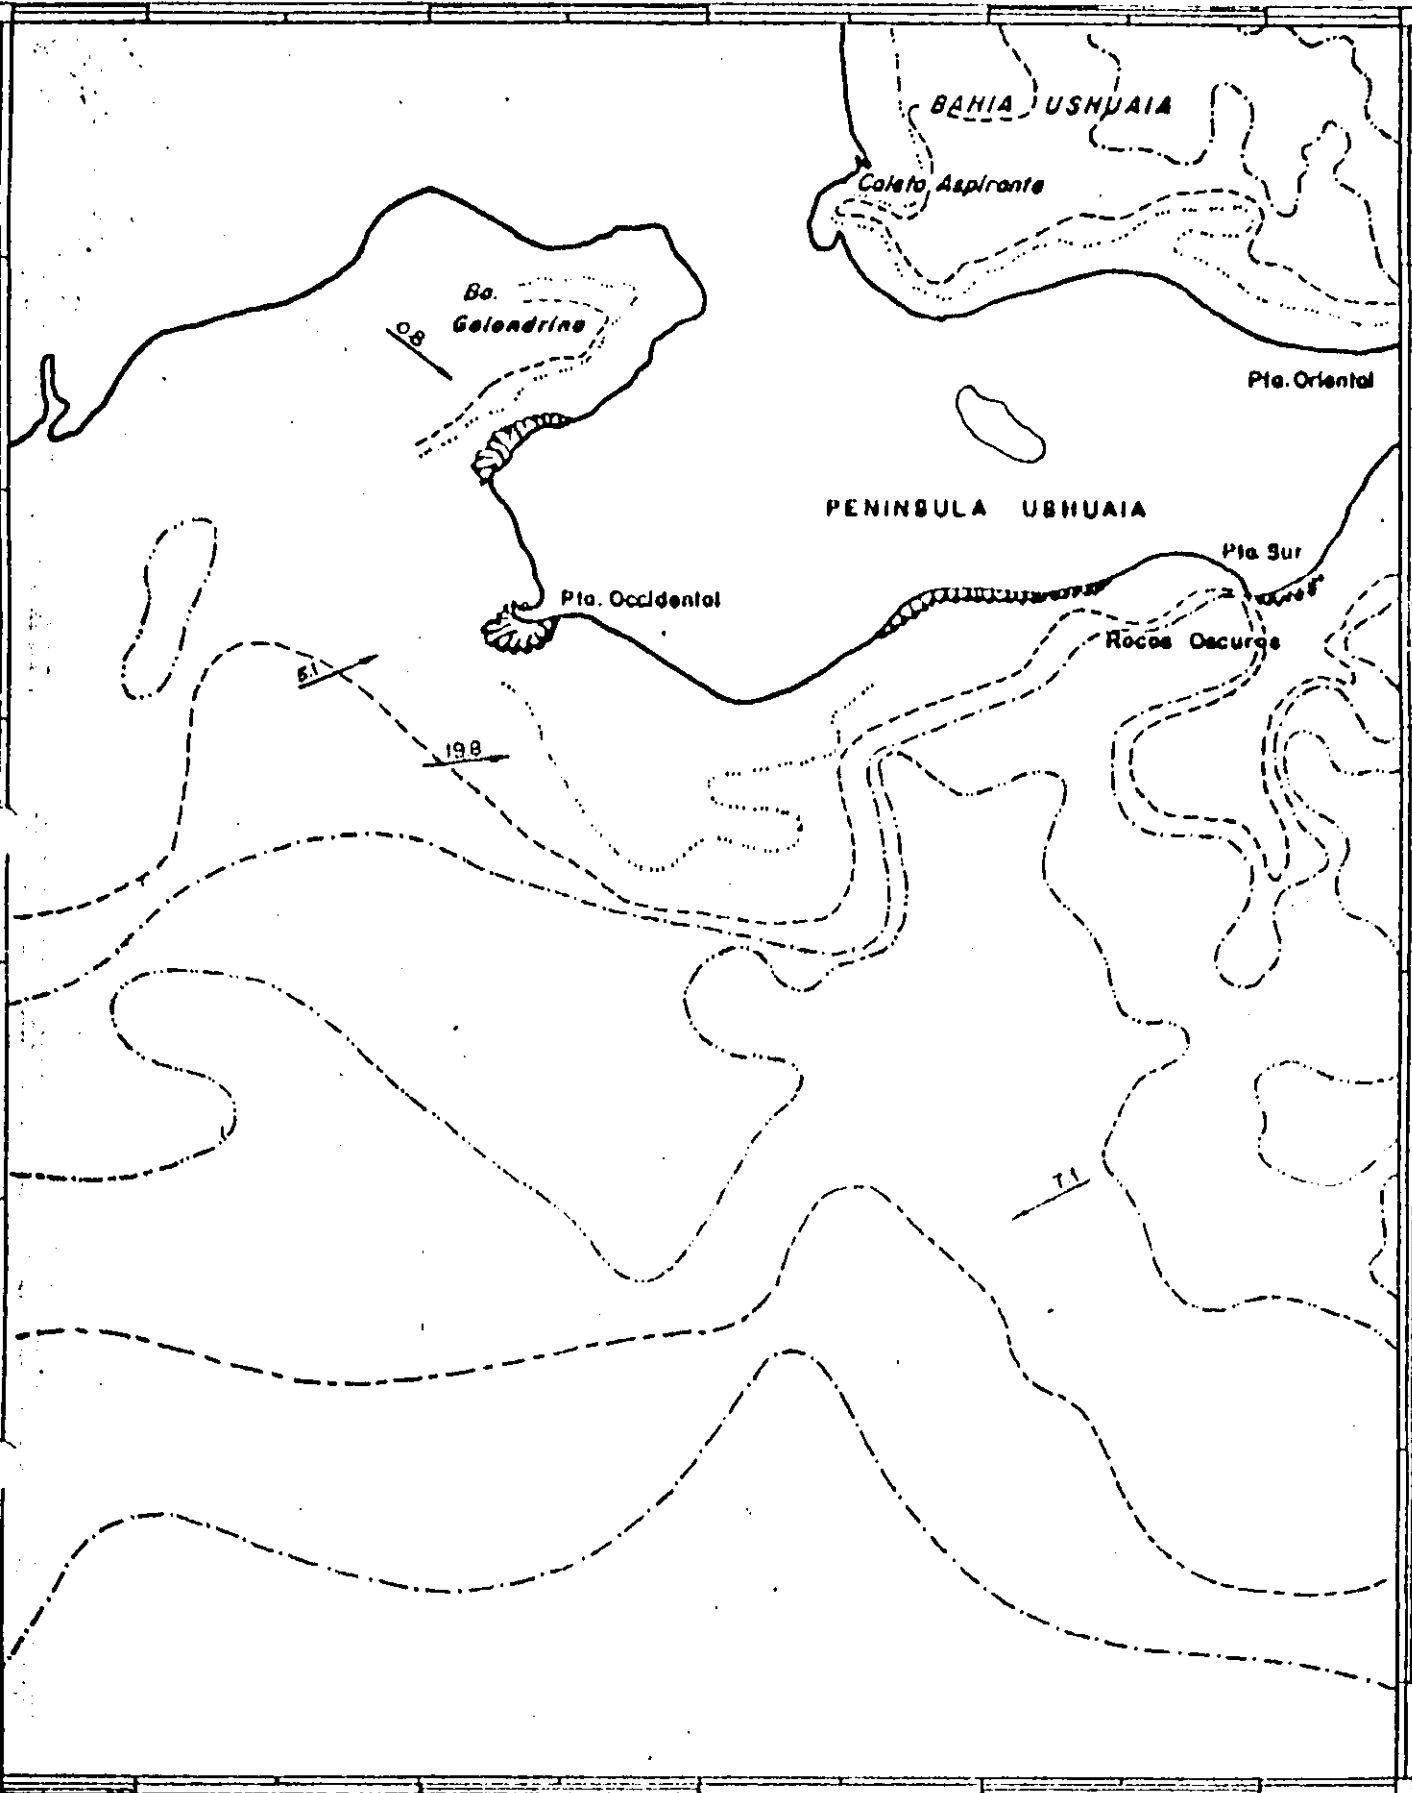 BAHIA USHUAIA
Caleta Aspirante
Ba.
Golondrina
0.8
Pta. Oriental
PENINSULA USHUAIA
Pta. Sur
Pta. Occidental
Rocas Oscuras
5.1
19.8
7.1